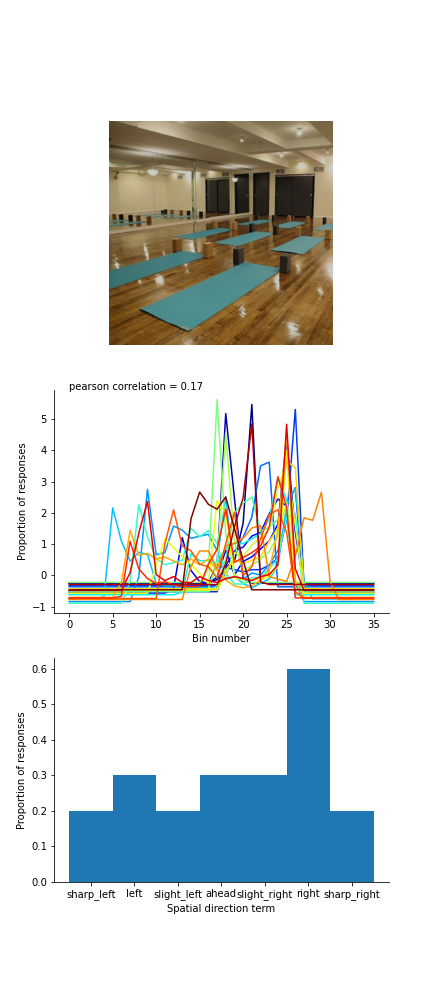 pearson correlation = 0.17
Proportion of responses
5
4
3
2
1
0
−1
0 5 10 15 20 25 30 35
Bin number
Proportion of responses
0.6
0.5
0.4
0.3
0.2
0.1
0.0
sharp_left left slight_left ahead slight_right right sharp_right
Spatial direction term